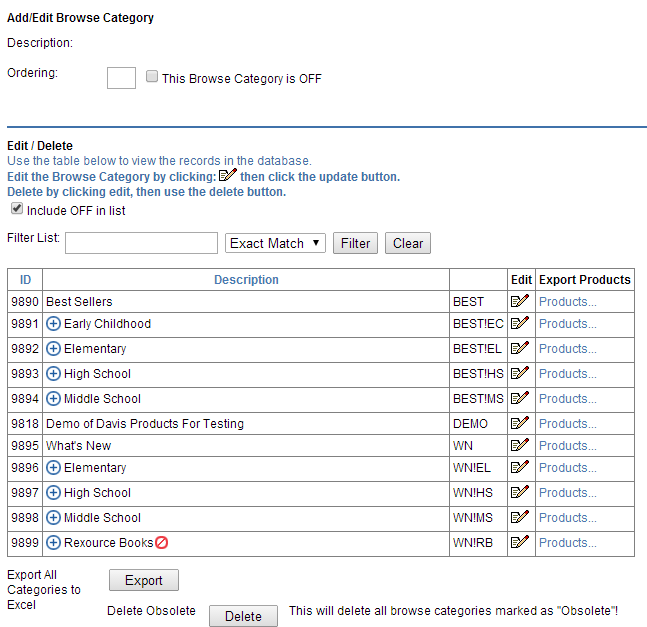 Add/Edit Browse Category
Description:
Ordering: This Browse Category is OFF
Edit / Delete
Use the table below to view the records in the database.
Edit the Browse Category by clicking: then click the update button.
Delete by clicking edit, then use the delete button.
Include OFF in list
Filter List: Exact Match Filter Clear
ID Description Edit Export Products
9890 Best Sellers BEST Products...
9891 Early Childhood BEST!EC Products...
9892 Elementary BEST!EL Products...
9893 High School BEST!HS Products...
9894 Middle School BEST!MS Products...
9818 Demo of Davis Products For Testing DEMO Products...
9895 What's New WN Products...
9896 Elementary WN!EL Products...
9897 High School WN!HS Products...
9898 Middle School WN!MS Products...
9899 Rexource Books WN!RB Products...
Export All
Categories to
Excel
Export
Delete Obsolete Delete This will delete all browse categories marked as "Obsolete"!